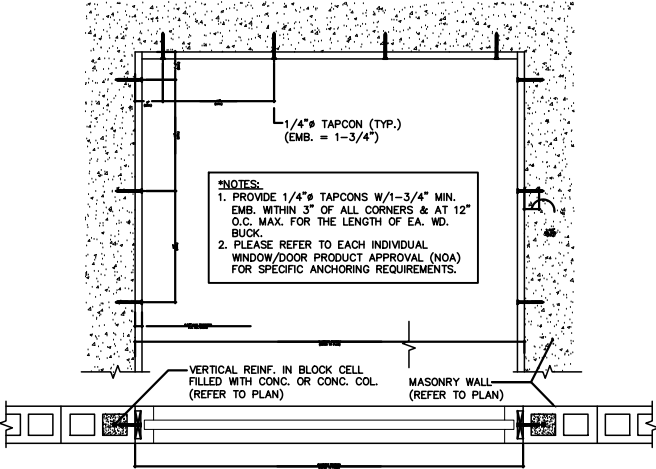 1/4"ø TAPCON (TYP.)
(EMB. = 1-3/4")
*NOTES:
1. PROVIDE 1/4"ø TAPCONS W/1-3/4" MIN.
EMB. WITHIN 3" OF ALL CORNERS & AT 12"
O.C. MAX. FOR THE LENGTH OF EA. WD.
BUCK.
2. PLEASE REFER TO EACH INDIVIDUAL
WINDOW/DOOR PRODUCT APPROVAL (NOA)
FOR SPECIFIC ANCHORING REQUIREMENTS.
VERTICAL REINF. IN BLOCK CELL
FILLED WITH CONC. OR CONC. COL.
(REFER TO PLAN)
MASONRY WALL
(REFER TO PLAN)